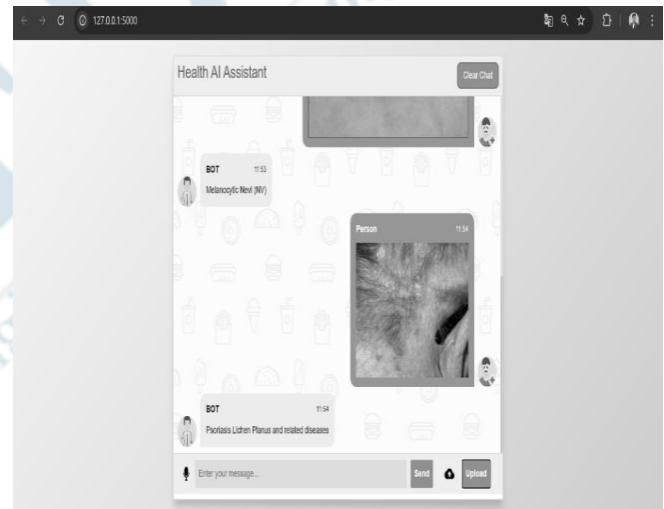 127.0.0.1:5000
Health AI Assistant
Clear Chat
BOT 11:53
Melanocytic Nevi (NV)
Person 11:54
BOT 11:54
Psoriasis Lichen Planus and related diseases
Enter your message...
Send
Upload